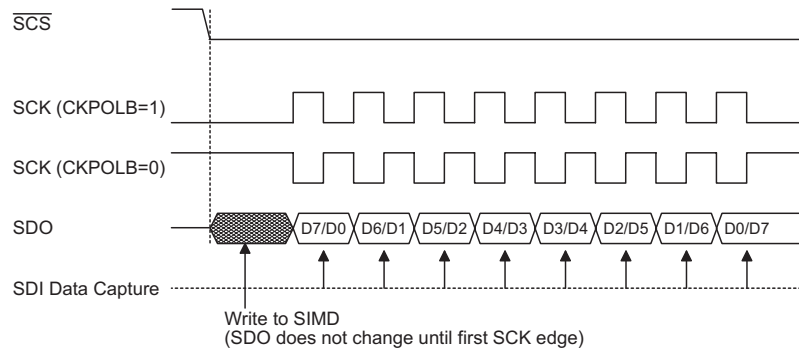 SCS
SCK (CKPOLB=1)
SCK (CKPOLB=0)
SDO D7/D0 D6/D1 D5/D2 D4/D3 D3/D4 D2/D5 D1/D6 D0/D7
SDI Data Capture
Write to SIMD
(SDO does not change until first SCK edge)